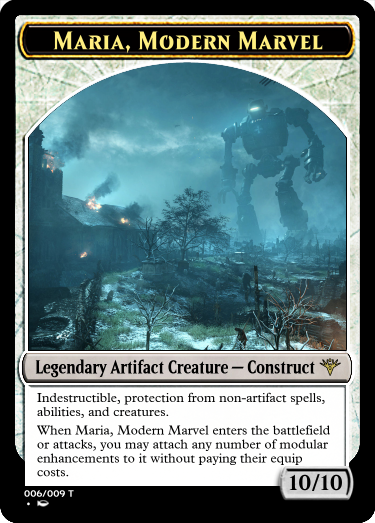 Maria, Modern Marvel
Legendary Artifact Creature — Construct
Indestructible, protection from non-artifact spells,
abilities, and creatures.
When Maria, Modern Marvel enters the battlefield
or attacks, you may attach any number of modular
enhancements to it without paying their equip
costs.
10/10
006/009 T